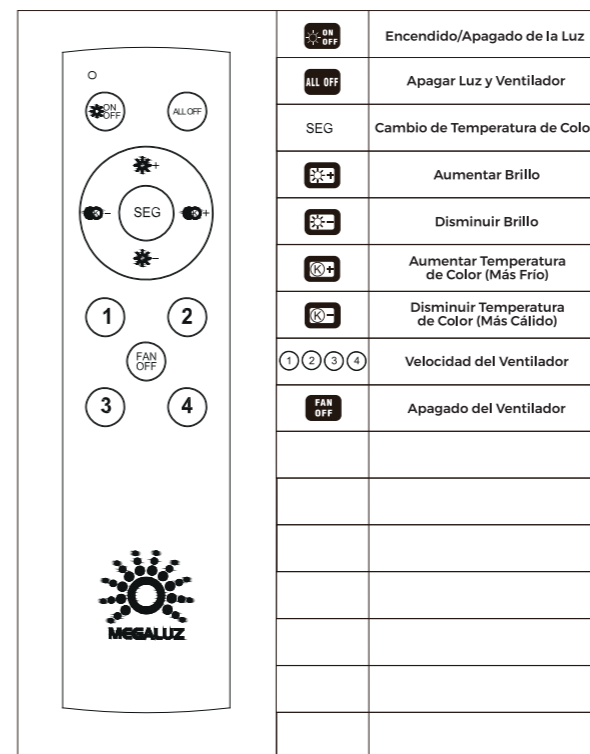 ON
OFF
ALL OFF
+
- SEG +
-
1 2
FAN
OFF
3 4
MEGALUZ
ON
OFF
Encendido/Apagado de la Luz
ALL OFF
Apagar Luz y Ventilador
SEG
Cambio de Temperatura de Colo
+
Aumentar Brillo
-
Disminuir Brillo
K+
Aumentar Temperatura
de Color (Más Frío)
K-
Disminuir Temperatura
de Color (Más Cálido)
1 2 3 4
Velocidad del Ventilador
FAN
OFF
Apagado del Ventilador